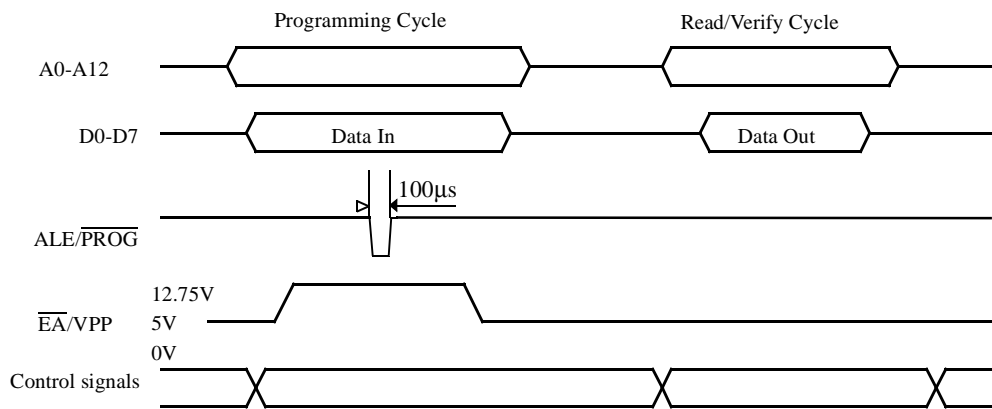 Programming Cycle
Read/Verify Cycle
A0-A12
D0-D7
Data In
Data Out
100μs
ALE/PROG
12.75V
EA/VPP
5V
0V
Control signals